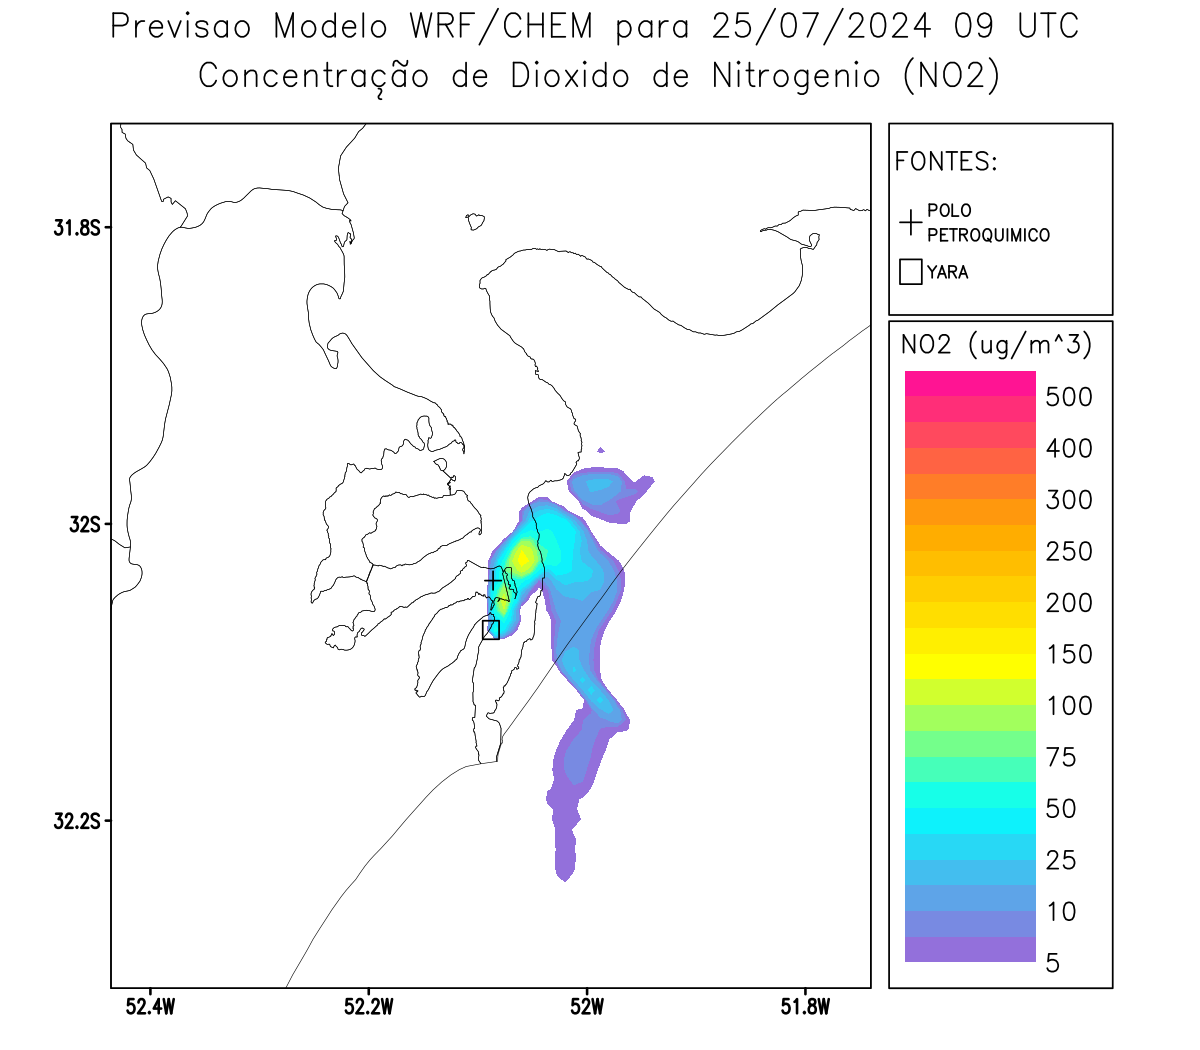 Previsao Modelo WRF/CHEM para 25/07/2024 09 UTC
Concentração de Dioxido de Nitrogenio (NO2)
FONTES:
POLO
PETROQUIMICO
YARA
NO2 (ug/m^3)
500
400
300
250
200
150
100
75
50
25
10
5
31.8S
32S
32.2S
52.4W
52.2W
52W
51.8W